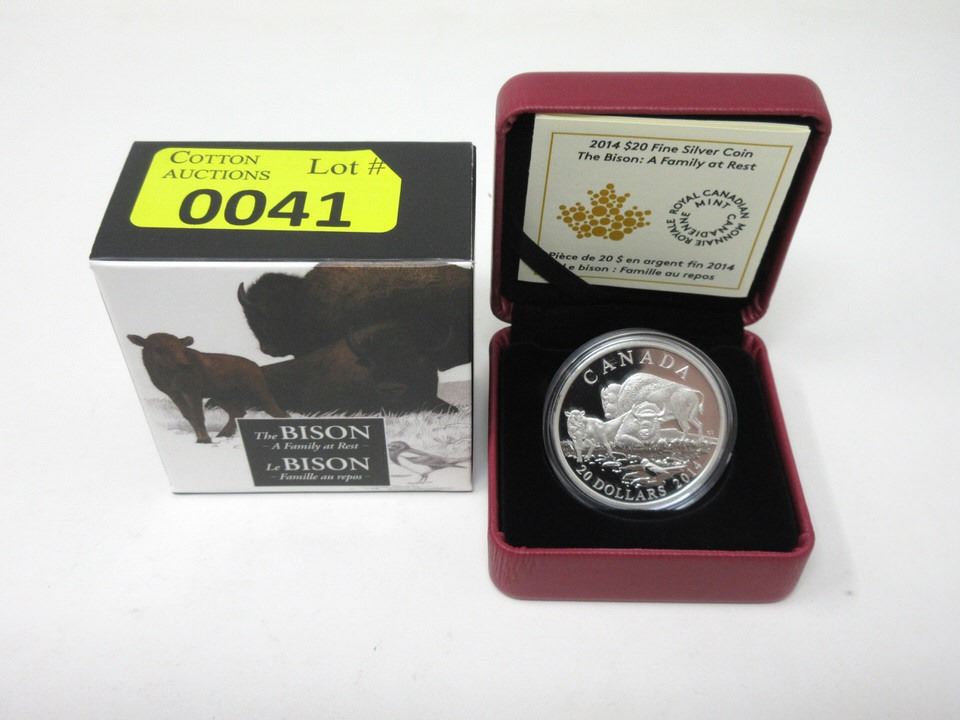 COTTON
AUCTIONS
Lot #
0041
The BISON
- A Family at Rest -
Le BISON
- Famille au repos -
2014 $20 Fine Silver Coin
The Bison: A Family at Rest
ROYAL CANADIAN MINT
MONNAIE ROYALE CANADIENNE
Pièce de 20 $ en argent fin 2014
Le bison : Famille au repos
CANADA
20 DOLLARS 2014